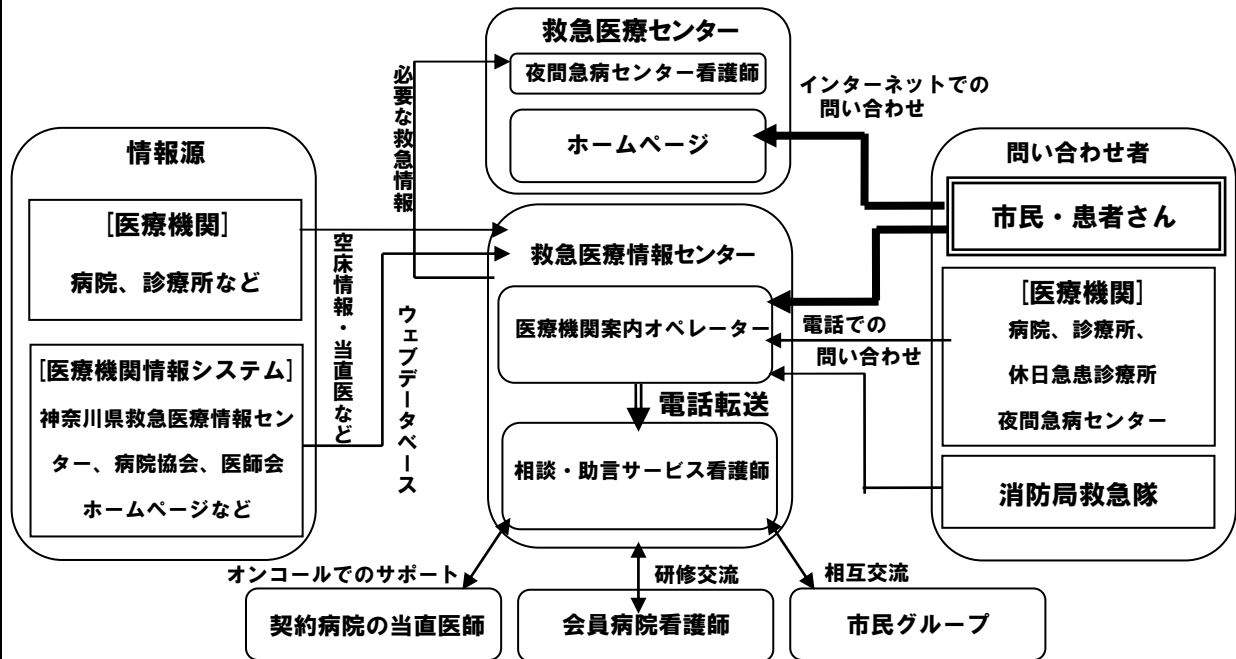 救急医療センター
夜間急病センター看護師
ホームページ
必要な救急情報
インターネットでの
問い合わせ
情報源
[医療機関]
病院、診療所など
[医療機関情報システム]
神奈川県救急医療情報セン
ター、病院協会、医師会
ホームページなど
空床情報・当直医など
ウェブデータベース
救急医療情報センター
医療機関案内オペレーター
電話転送
相談・助言サービス看護師
電話での
問い合わせ
問い合わせ者
市民・患者さん
[医療機関]
病院、診療所、
休日急患診療所
夜間急病センター
消防局救急隊
オンコールでのサポート
研修交流
相互交流
契約病院の当直医師
会員病院看護師
市民グループ